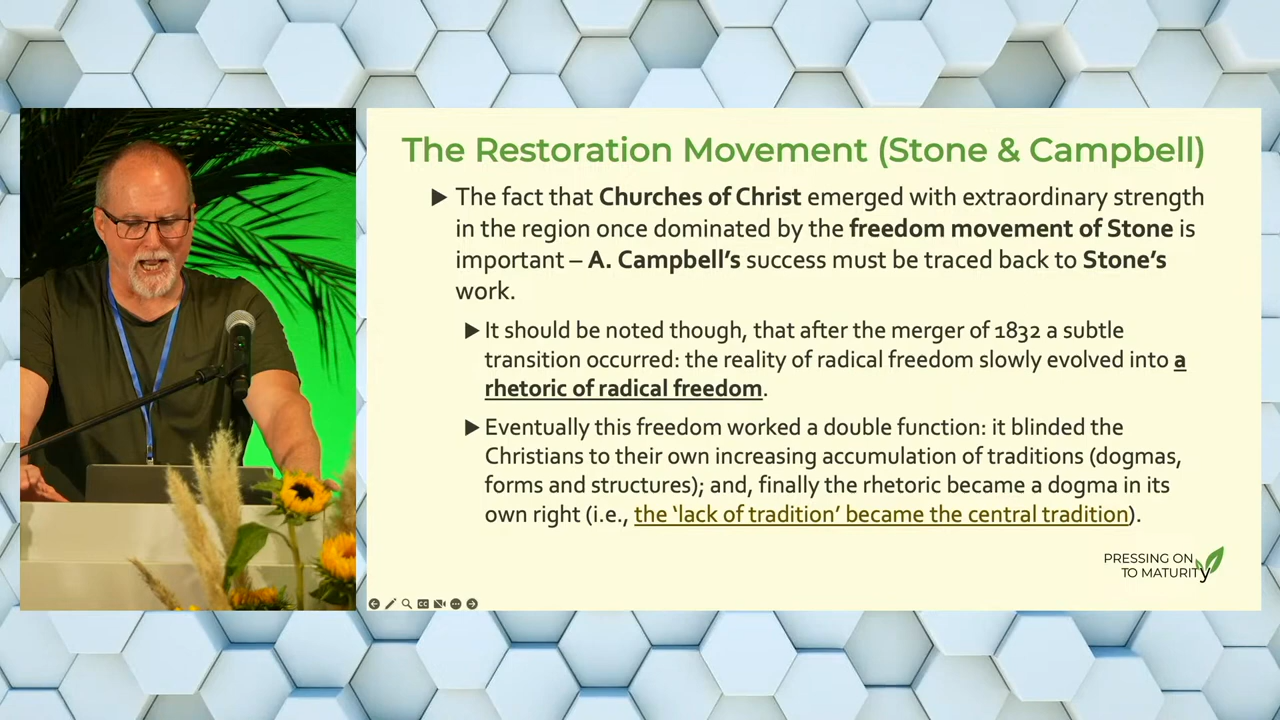 The Restoration Movement (Stone & Campbell)
The fact that Churches of Christ emerged with extraordinary strength
in the region once dominated by the freedom movement of Stone is
important – A. Campbell's success must be traced back to Stone's
work.
It should be noted though, that after the merger of 1832 a subtle
transition occurred: the reality of radical freedom slowly evolved into a
rhetoric of radical freedom.
Eventually this freedom worked a double function: it blinded the
Christians to their own increasing accumulation of traditions (dogmas,
forms and structures); and, finally the rhetoric became a dogma in its
own right (i.e., the 'lack of tradition' became the central tradition).
PRESSING ON
TO MATURITy